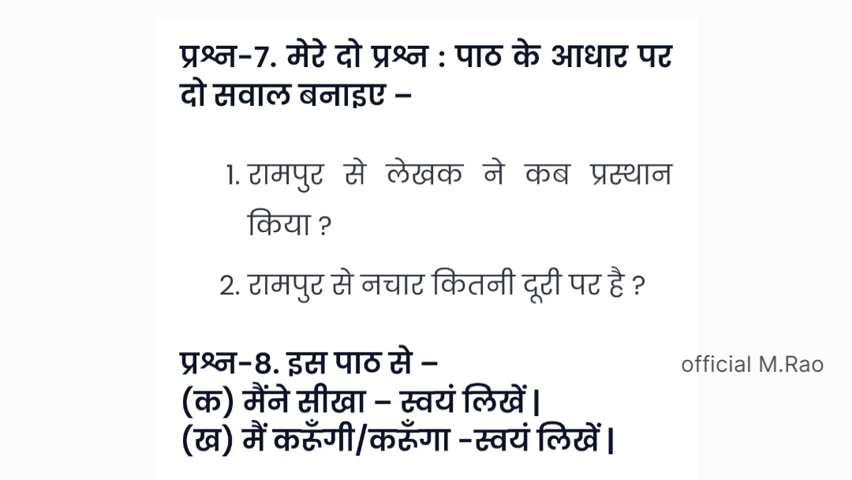 प्रश्न-7. मेरे दो प्रश्न : पाठ के आधार पर
दो सवाल बनाइए –
1. रामपुर से लेखक ने कब प्रस्थान
किया ?
2. रामपुर से नचार कितनी दूरी पर है ?
प्रश्न-8. इस पाठ से –
official M.Rao
(क) मैंने सीखा – स्वयं लिखें |
(ख) मैं करूँगी/करूँगा -स्वयं लिखें |